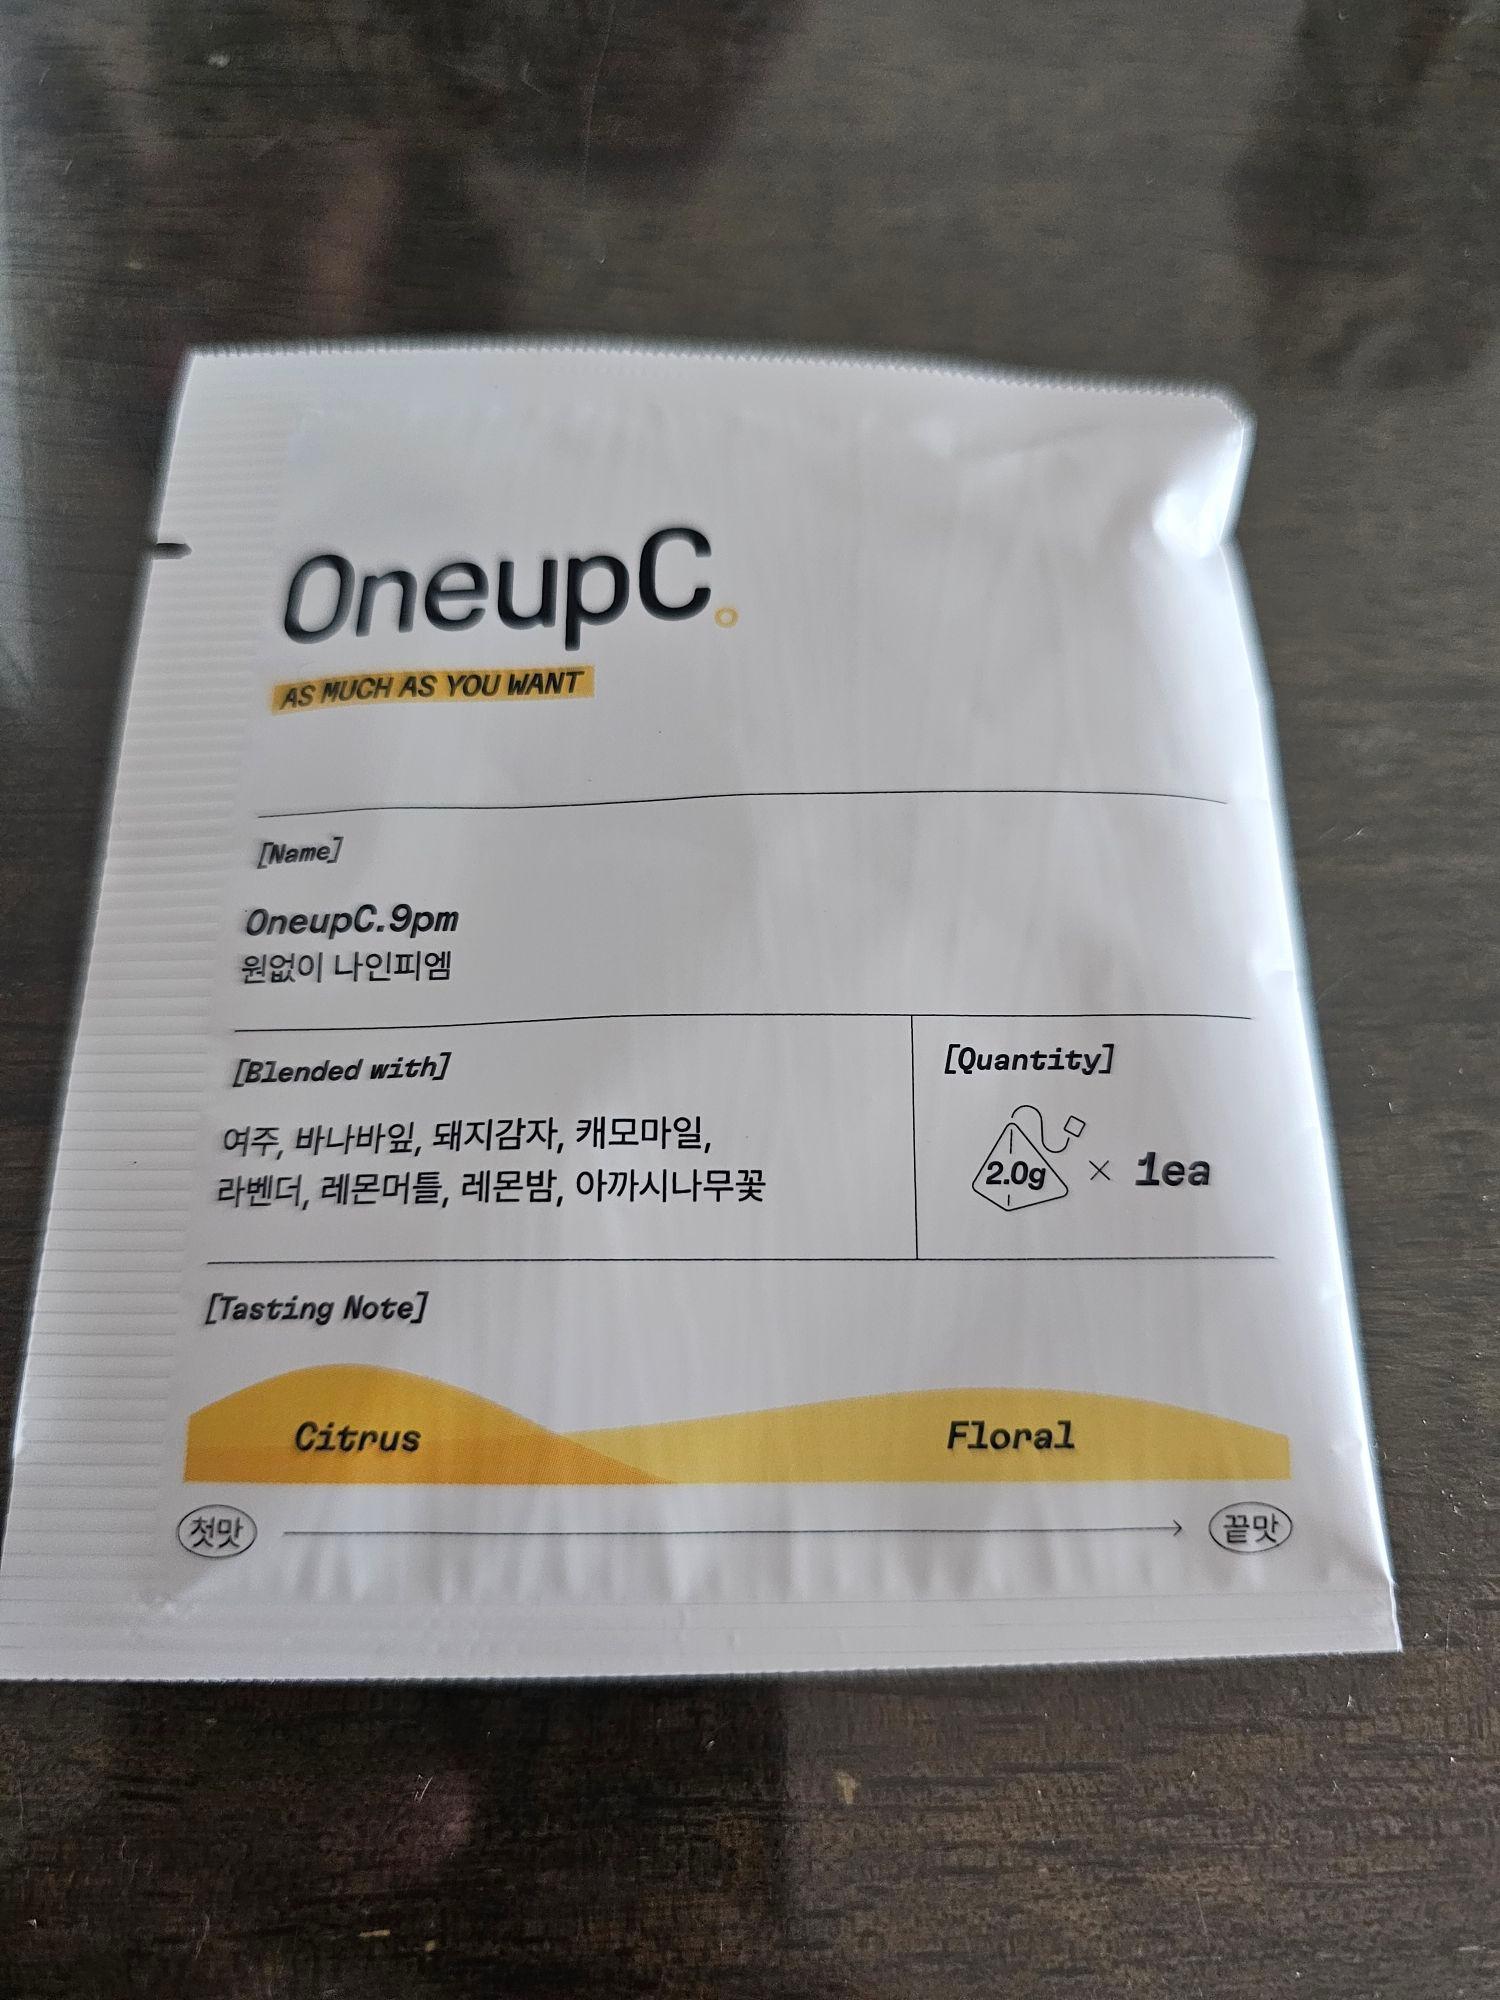 OneupC.
AS MUCH AS YOU WANT
[Name]
OneupC.9pm
원없이 나인피엠
[Blended with]
여주, 바나바잎, 돼지감자, 캐모마일,
라벤더, 레몬머틀, 레몬밤, 아까시나무꽃
[Quantity]
2.0g × 1ea
[Tasting Note]
Citrus
Floral
첫맛
끝맛